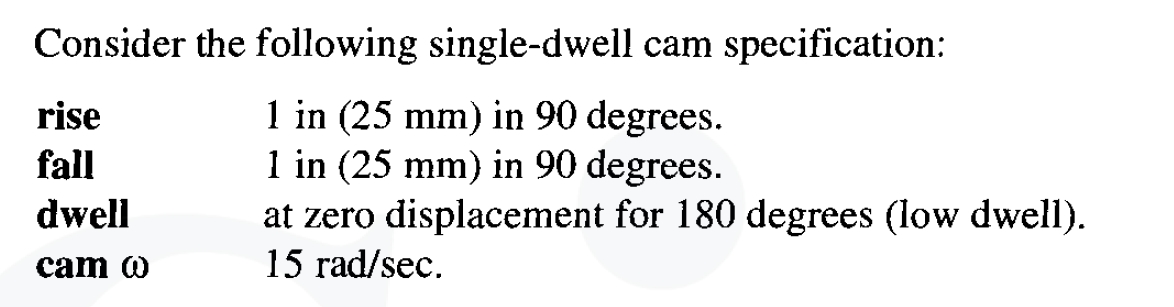 Consider the following single-dwell cam specification:
rise 1 in (25 mm) in 90 degrees.
fall 1 in (25 mm) in 90 degrees.
dwell at zero displacement for 180 degrees (low dwell).
cam ω 15 rad/sec.